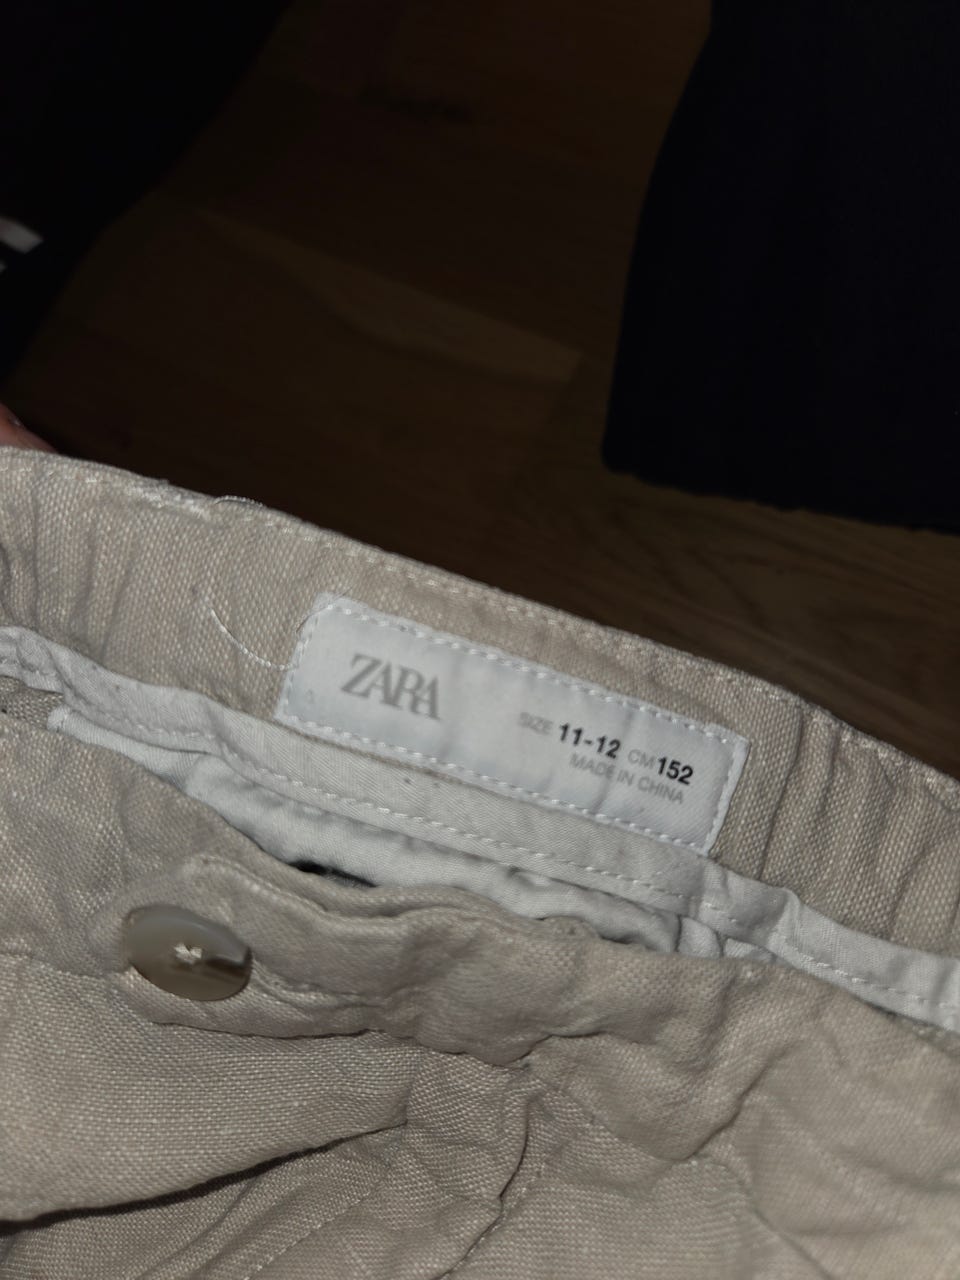 ZARA
SIZE 11-12 CM 152
MADE IN CHINA